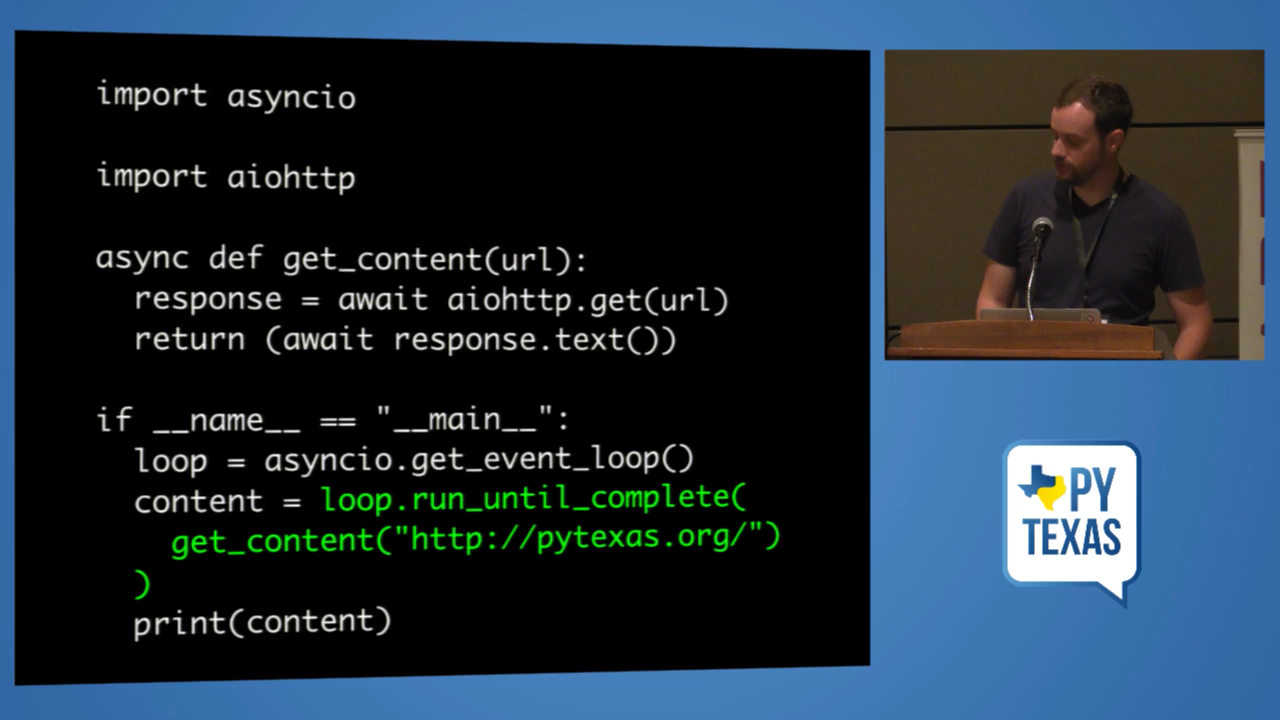 import asyncio
import aiohttp
async def get_content(url):
response = await aiohttp.get(url)
return (await response.text())
if __name__ == "__main__":
loop = asyncio.get_event_loop()
content = loop.run_until_complete(
get_content("http://pytexas.org/")
)
print(content)
PY
TEXAS